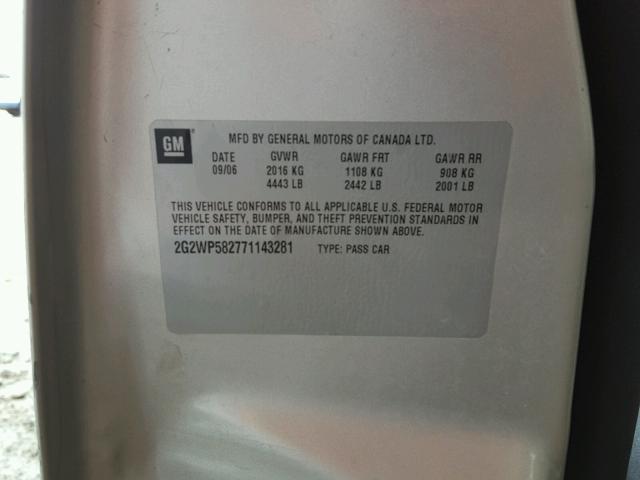 GM
MFD BY GENERAL MOTORS OF CANADA LTD.
DATE GVWR GAWR FRT GAWR RR
09/06 2016 KG 1108 KG 908 KG
4443 LB 2442 LB 2001 LB
THIS VEHICLE CONFORMS TO ALL APPLICABLE U.S. FEDERAL MOTOR
VEHICLE SAFETY, BUMPER, AND THEFT PREVENTION STANDARDS IN
EFFECT ON THE DATE OF MANUFACTURE SHOWN ABOVE.
2G2WP582771143281 TYPE: PASS CAR